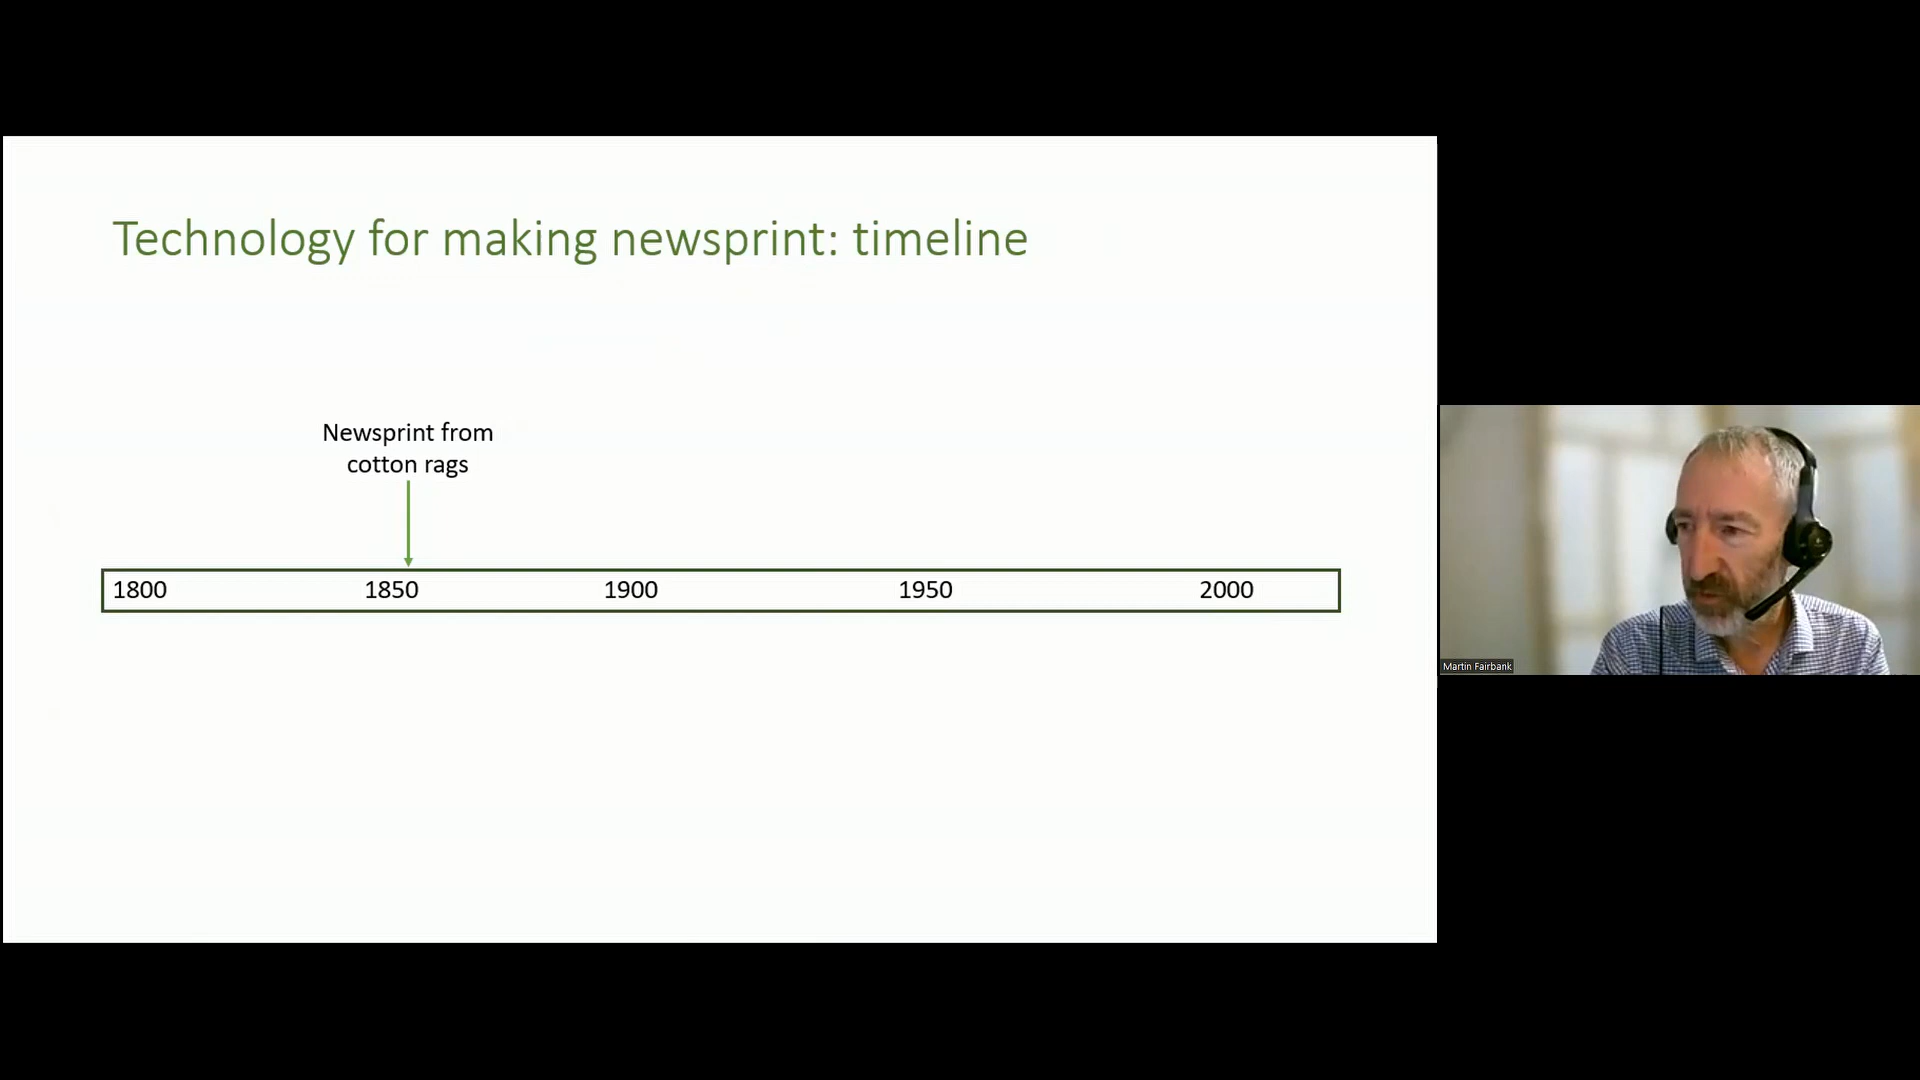 Technology for making newsprint: timeline
Newsprint from
cotton rags
1800 1850 1900 1950 2000
Martin Fairbank